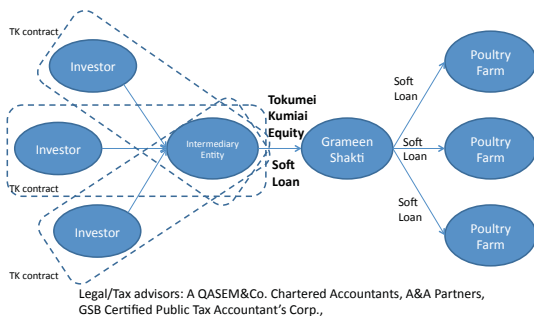 TK contract
Investor
Investor
TK contract
Investor
TK contract
Intermediary
Entity
Tokumei
Kumiai
Equity
Soft
Loan
Grameen
Shakti
Soft
Loan
Soft
Loan
Soft
Loan
Poultry
Farm
Poultry
Farm
Poultry
Farm
Legal/Tax advisors: A QASEM&Co. Chartered Accountants, A&A Partners,
GSB Certified Public Tax Accountant's Corp.,